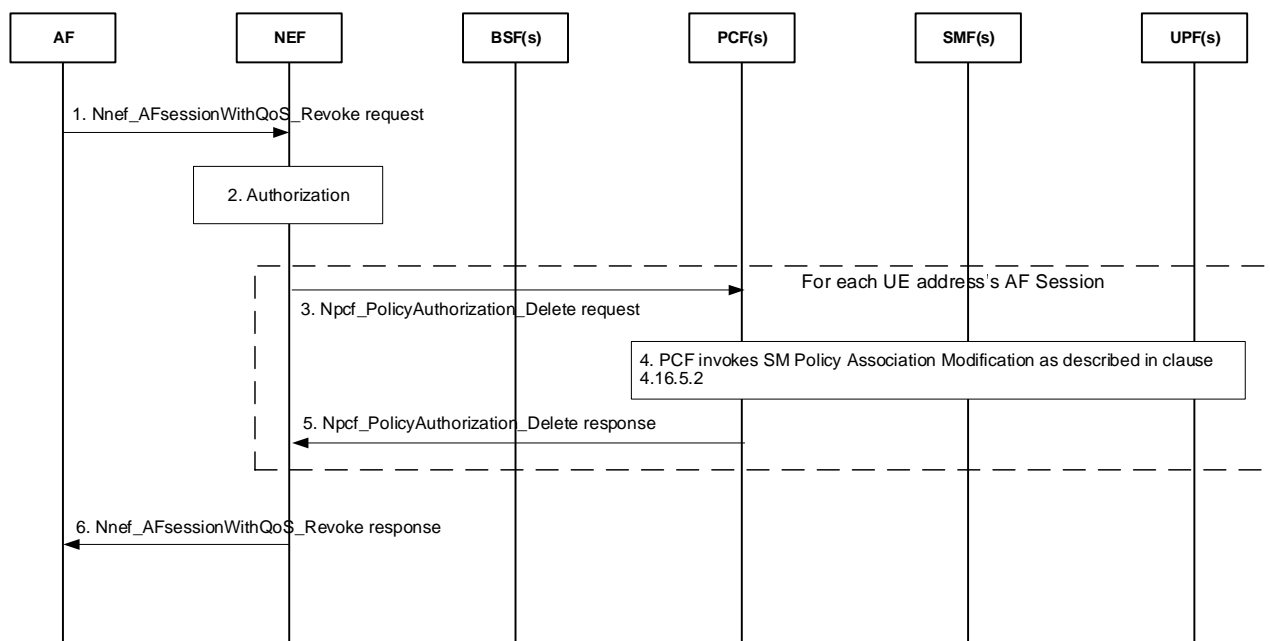 AF
NEF
BSF(s)
PCF(s)
SMF(s)
UPF(s)
1. Nnef_AFsessionWithQoS_Revoke request
2. Authorization
For each UE address's AF Session
3. Npcf_PolicyAuthorization_Delete request
4. PCF invokes SM Policy Association Modification as described in clause
4.16.5.2
5. Npcf_PolicyAuthorization_Delete response
6. Nnef_AFsessionWithQoS_Revoke response